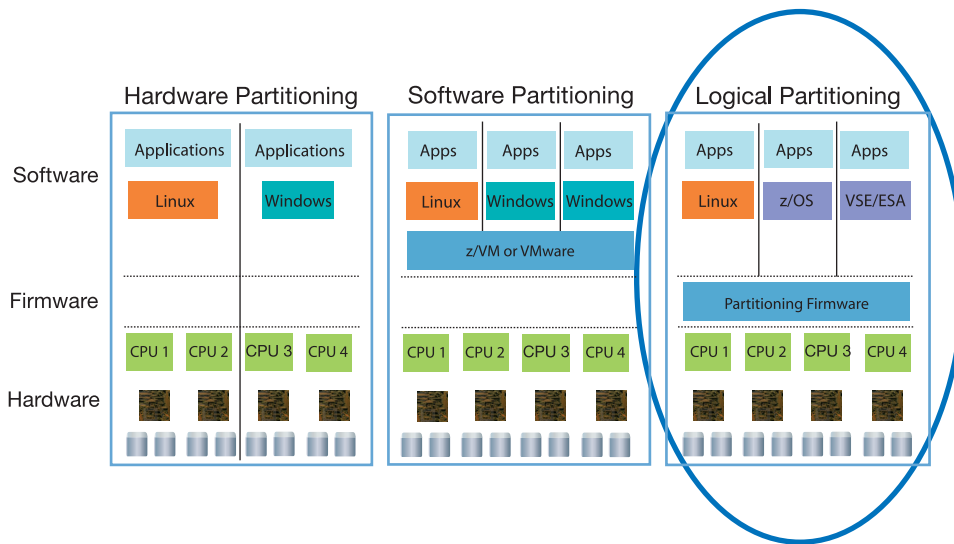 Hardware Partitioning
Software Partitioning
Logical Partitioning
Software
Firmware
Hardware
Applications
Applications
Linux
Windows
CPU 1
CPU 2
CPU 3
CPU 4
Apps
Apps
Apps
Linux
Windows
Windows
z/VM or VMware
CPU 1
CPU 2
CPU3
CPU 4
Apps
Apps
Apps
Linux
z/OS
VSE/ESA
Partitioning Firmware
CPU 1
CPU 2
CPU 3
CPU 4